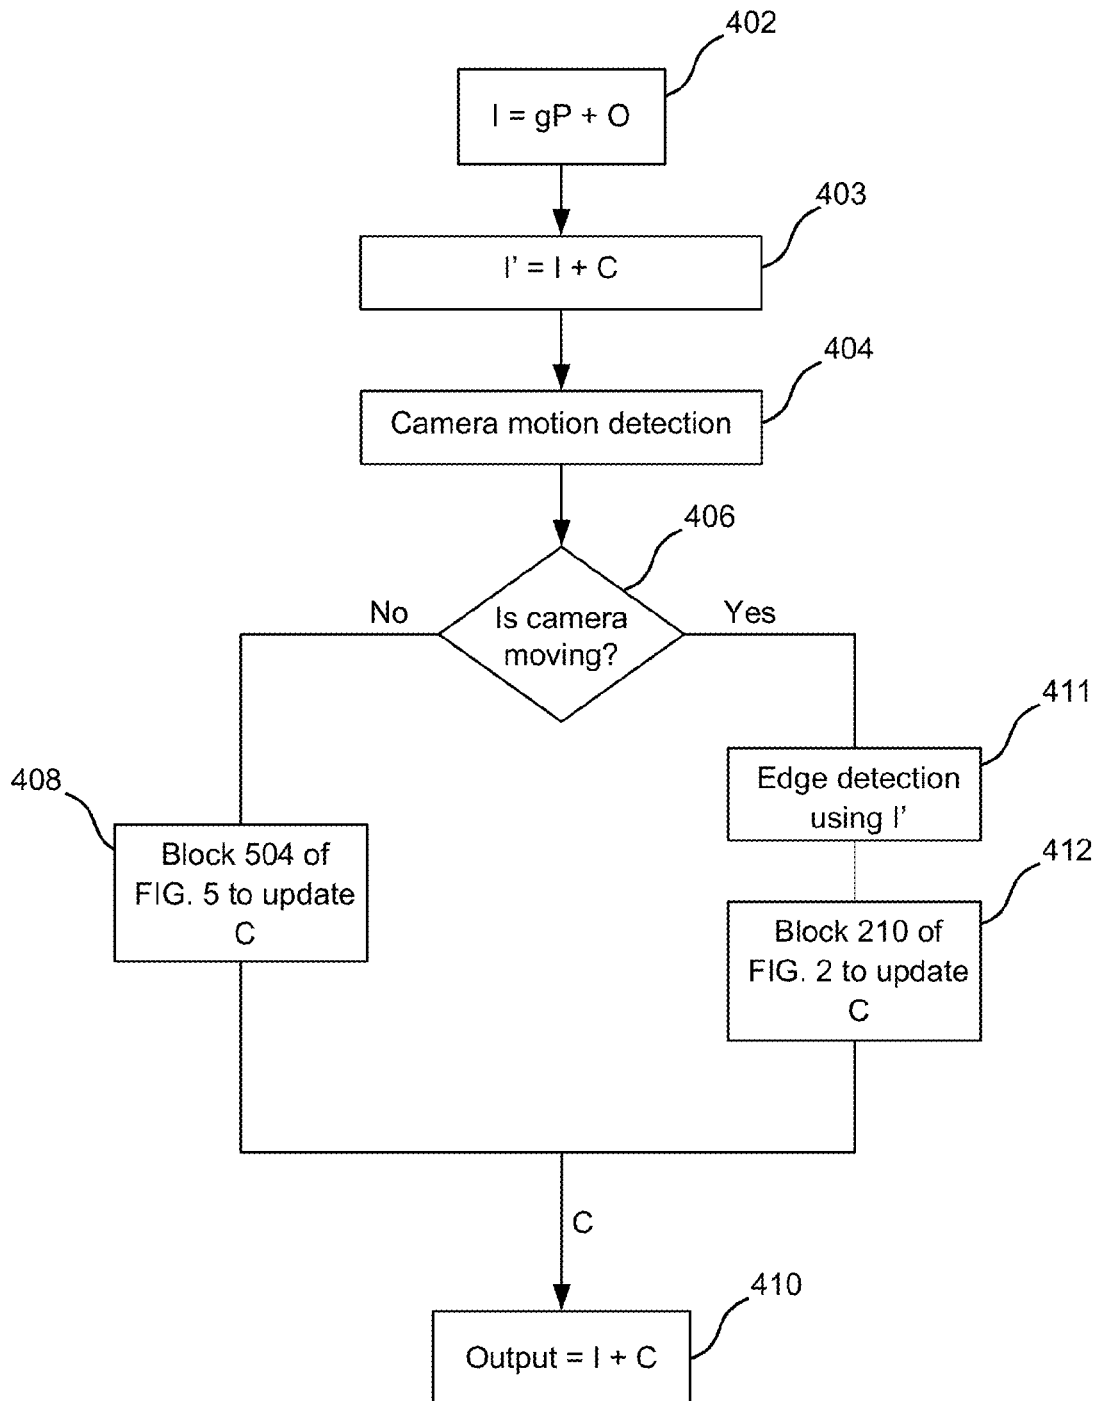 402
I = gP + O
403
I' = I + C
404
Camera motion detection
406
No
Is camera
moving?
Yes
411
Edge detection
using I'
408
Block 504 of
FIG. 5 to update
C
412
Block 210 of
FIG. 2 to update
C
C
410
Output = I + C